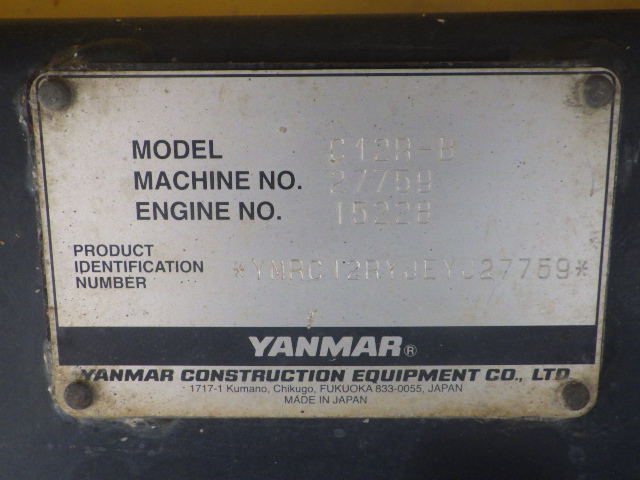 MODEL C12R-B
MACHINE NO. 27759
ENGINE NO. 15228
PRODUCT
IDENTIFICATION
NUMBER *YMRC12RYJEYJ27759*
YANMAR®
YANMAR CONSTRUCTION EQUIPMENT CO., LTD.
1717-1 Kumano, Chikugo, FUKUOKA 833-0055, JAPAN
MADE IN JAPAN